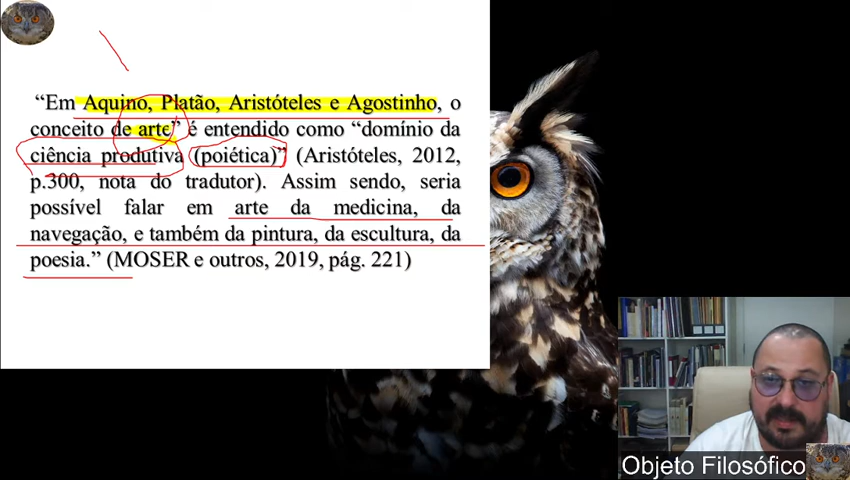 “Em Aquino, Platão, Aristóteles e Agostinho, o
conceito de arte” é entendido como “domínio da
ciência produtiva (poiética)” (Aristóteles, 2012,
p.300, nota do tradutor). Assim sendo, seria
possível falar em arte da medicina, da
navegação, e também da pintura, da escultura, da
poesia.” (MOSER e outros, 2019, pág. 221)
Objeto Filosófico